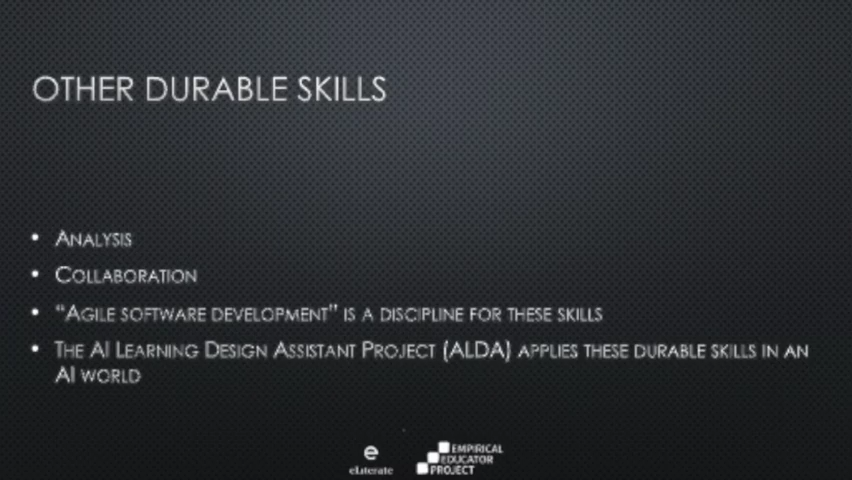 OTHER DURABLE SKILLS
• ANALYSIS
• COLLABORATION
• “AGILE SOFTWARE DEVELOPMENT” IS A DISCIPLINE FOR THESE SKILLS
• THE AI LEARNING DESIGN ASSISTANT PROJECT (ALDA) APPLIES THESE DURABLE SKILLS IN AN
AI WORLD
e
eLiterate
EMPIRICAL
EDUCATOR
PROJECT